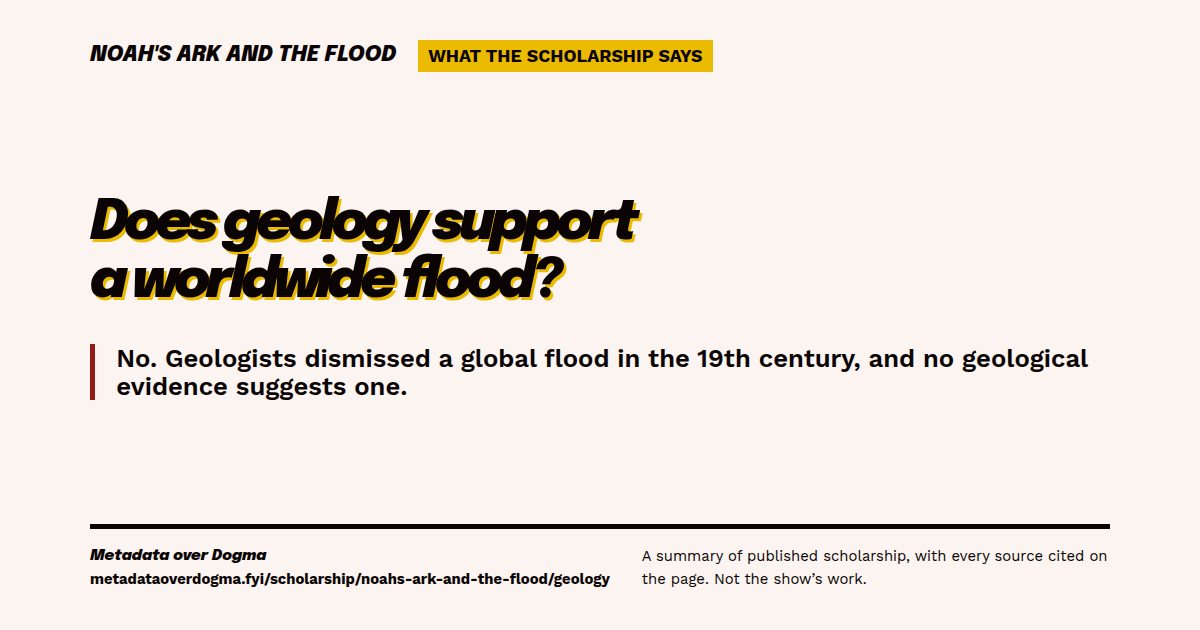 NOAH'S ARK AND THE FLOOD
WHAT THE SCHOLARSHIP SAYS
Does geology support
a worldwide flood?
No. Geologists dismissed a global flood in the 19th century, and no geological
evidence suggests one.
Metadata over Dogma
metadataoverdogma.fyi/scholarship/noahs-ark-and-the-flood/geology
A summary of published scholarship, with every source cited on
the page. Not the show’s work.